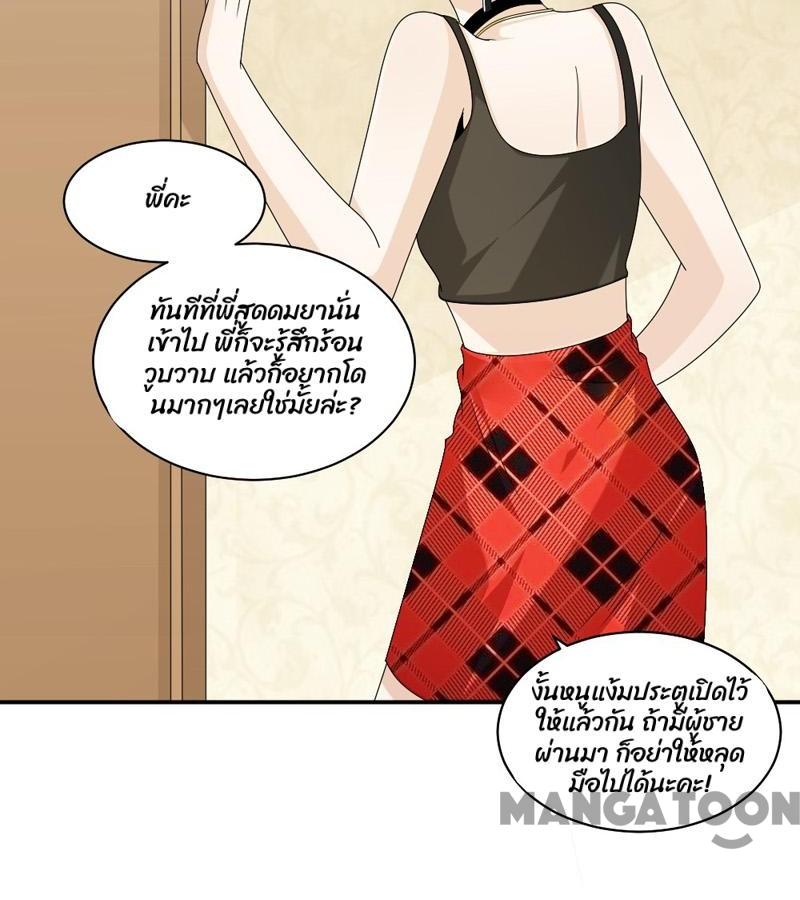 พี่คะ
ทันทีที่พี่สูดดมยานั่น
เข้าไป พี่ก็จะรู้สึกร้อน
วูบวาบ แล้วก็อยากโด
นมากๆเลยใช่มั้ยล่ะ?
งั้นหนูแง้มประตูเปิดไว้
ให้แล้วกัน ถ้ามีผู้ชาย
ผ่านมา ก็อย่าให้หลุด
มือไปได้นะคะ!
MANGATOON